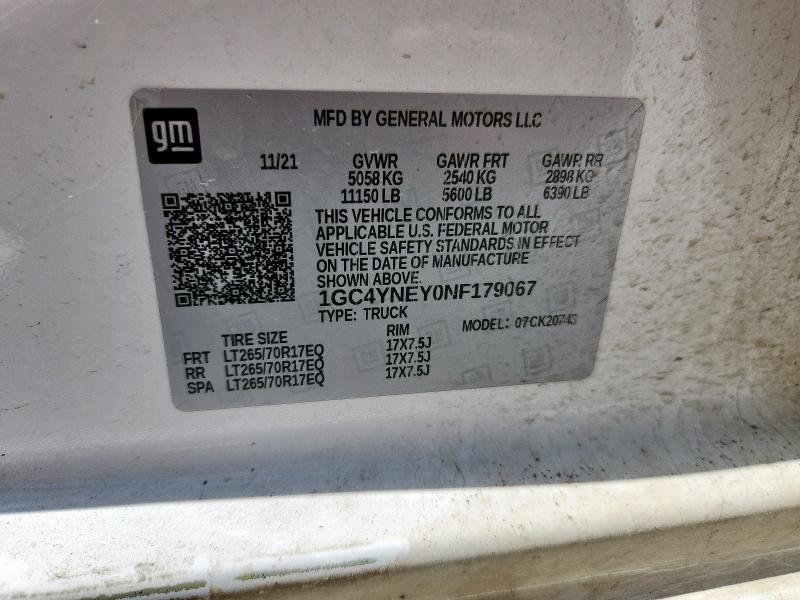 gm
MFD BY GENERAL MOTORS LLC
11/21 GVWR GAWR FRT GAWR RR
5058 KG 2540 KG 2898 KG
11150 LB 5600 LB 6390 LB
THIS VEHICLE CONFORMS TO ALL
APPLICABLE U.S. FEDERAL MOTOR
VEHICLE SAFETY STANDARDS IN EFFECT
ON THE DATE OF MANUFACTURE
SHOWN ABOVE.
1GC4YNEY0NF179067
TYPE: TRUCK MODEL: 07CK20743
TIRE SIZE RIM
FRT LT265/70R17EQ 17X7.5J
RR LT265/70R17EQ 17X7.5J
SPA LT265/70R17EQ 17X7.5J